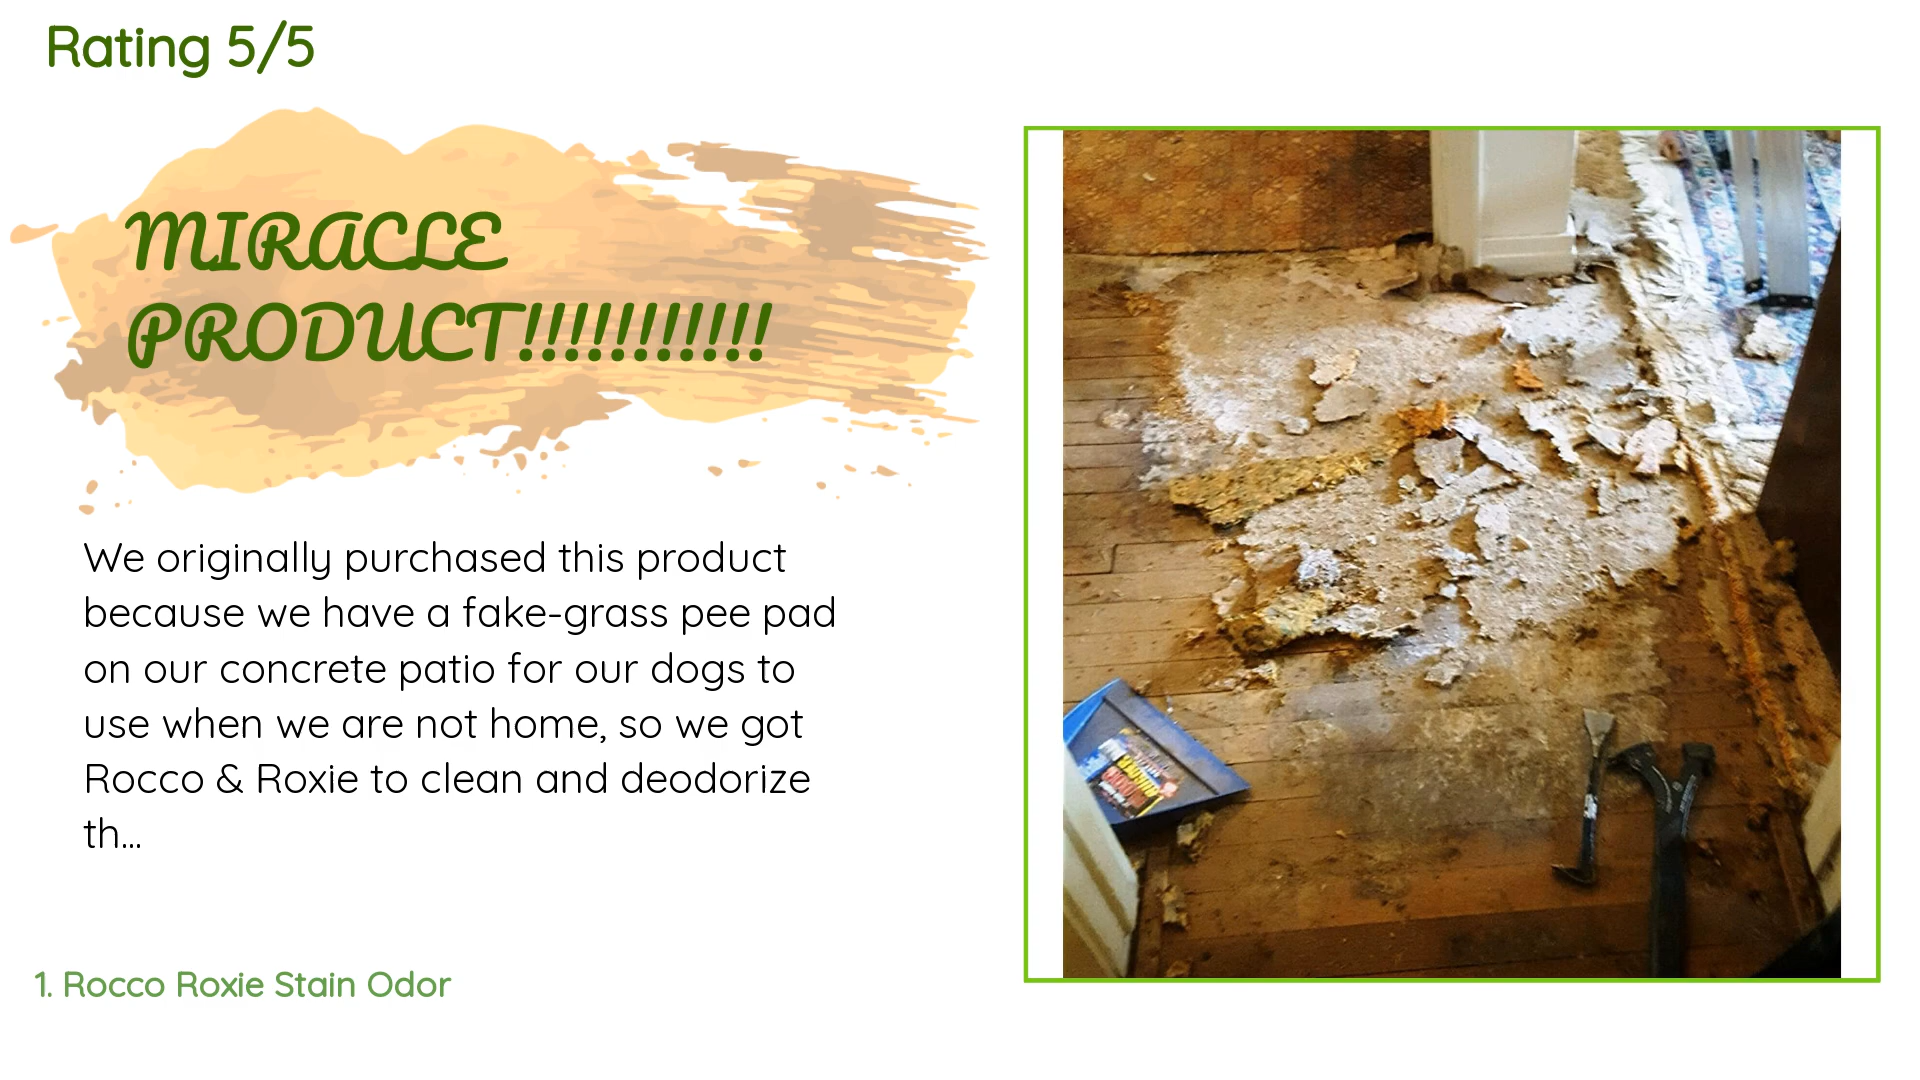 Rating 5/5
MIRACLE
PRODUCT!!!!!!!!!!!
We originally purchased this product
because we have a fake-grass pee pad
on our concrete patio for our dogs to
use when we are not home, so we got
Rocco & Roxie to clean and deodorize
th...
1. Rocco Roxie Stain Odor